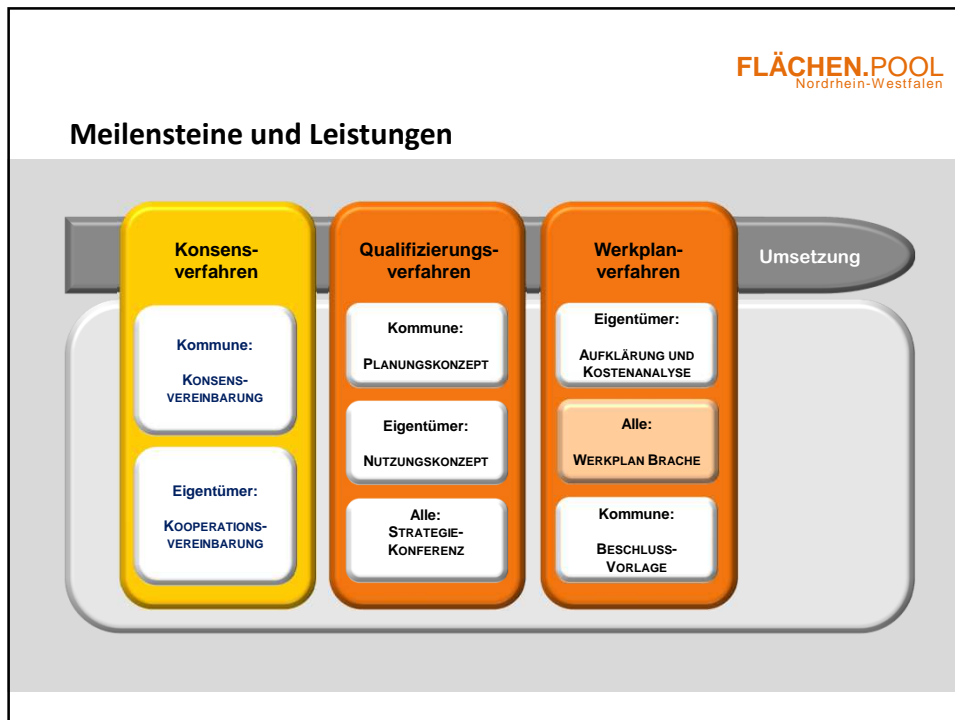 FLÄCHEN.POOL
Nordrhein-Westfalen
Meilensteine und Leistungen
Konsens-
verfahren
Kommune:
KONSENS-
VEREINBARUNG
Eigentümer:
KOOPERATIONS-
VEREINBARUNG
Qualifizierungs-
verfahren
Kommune:
PLANUNGSKONZEPT
Eigentümer:
NUTZUNGSKONZEPT
Alle:
STRATEGIE-
KONFERENZ
Werkplan-
verfahren
Eigentümer:
AUFKLÄRUNG UND
KOSTENANALYSE
Alle:
WERKPLAN BRACHE
Kommune:
BESCHLUSS-
VORLAGE
Umsetzung